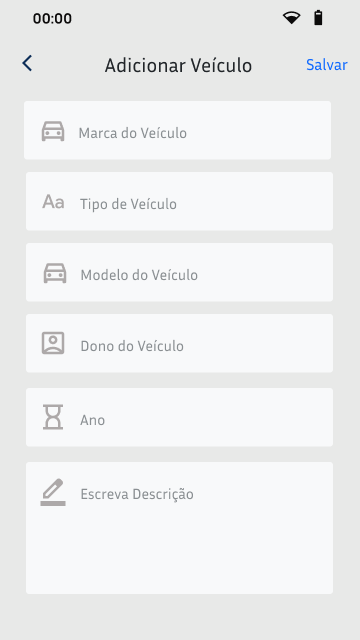 00:00
Adicionar Veículo
Salvar
Marca do Veículo
Aa
Tipo de Veículo
Modelo do Veículo
Dono do Veículo
Ano
Escreva Descrição